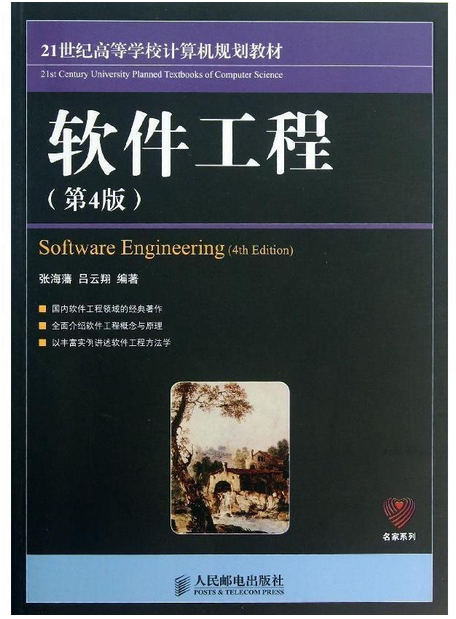 21世纪高等学校计算机规划教材
21st Century University Planned Textbooks of Computer Science
软件工程
（第4版）
Software Engineering (4th Edition)
张海藩 吕云翔 编著
国内软件工程领域的经典著作
全面介绍软件工程概念与原理
以丰富实例讲述软件工程方法学
名家系列
人民邮电出版社
POSTS & TELECOM PRESS